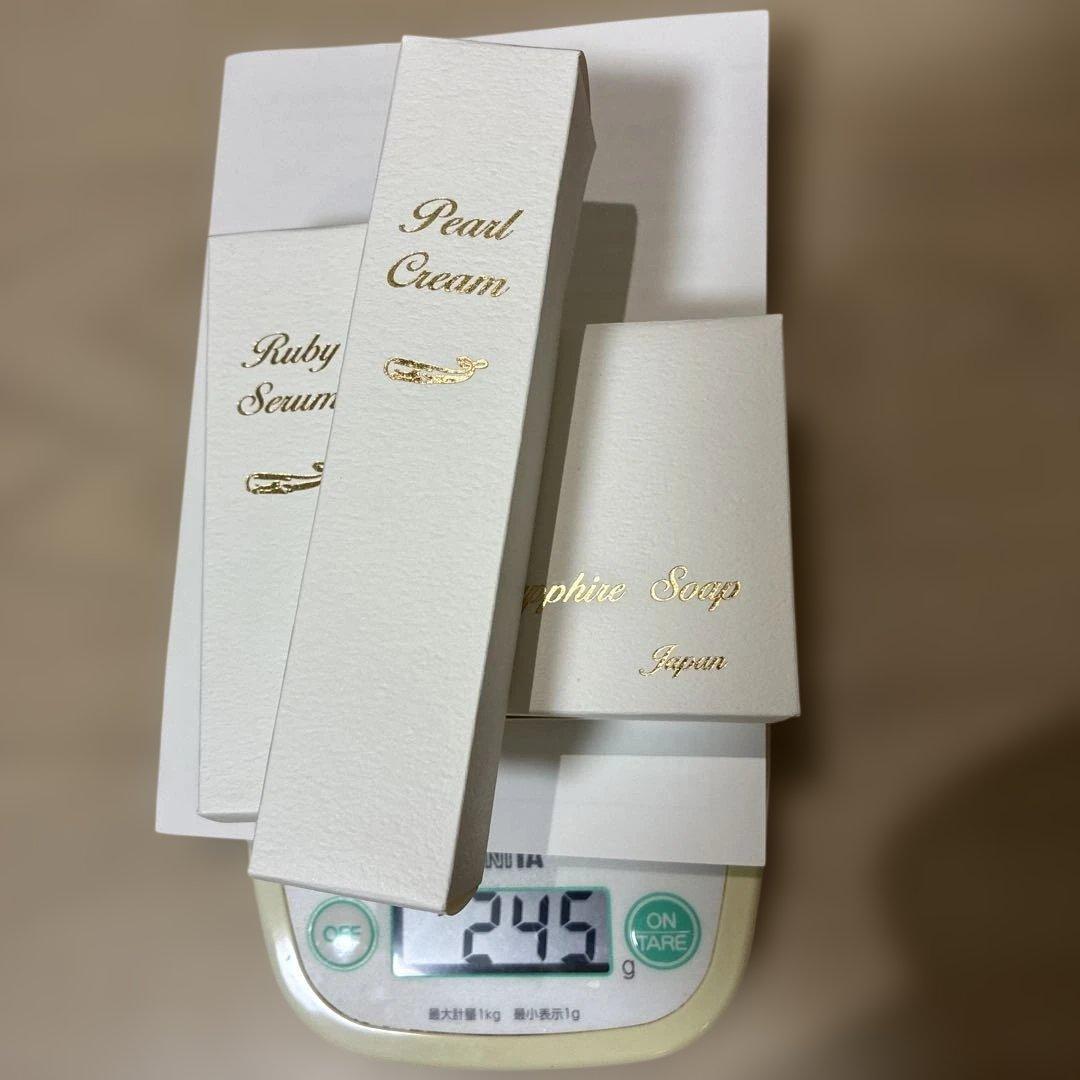 Pearl
Cream
Ruby
Serum
pphire Soap
Japan
NITA
245
g
OFF
ON
TARE
最大計量1kg 最小表示1g